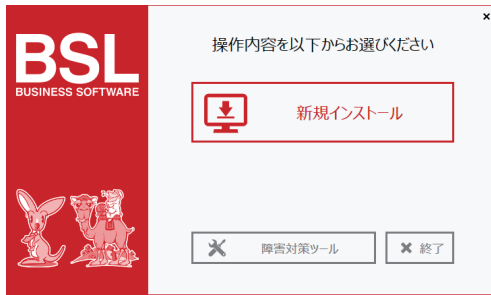 BSL
BUSINESS SOFTWARE
操作内容を以下からお選びください
新規インストール
障害対策ツール
終了